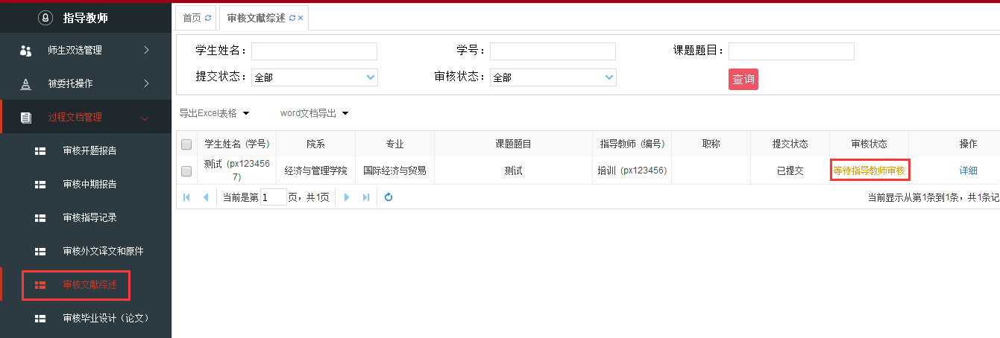 指导教师
师生双选管理
被委托操作
过程文档管理
审核开题报告
审核中期报告
审核指导记录
审核外文译文和原件
审核文献综述
审核毕业设计（论文）
首页 审核文献综述
学生姓名： 学号： 课题题目：
提交状态： 全部 审核状态： 全部 查询
导出Excel表格 word文档导出
学生姓名（学号） 院系 专业 课题题目 指导教师（编号） 职称 提交状态 审核状态 操作
测试（px123456
7） 经济与管理学院 国际经济与贸易 测试 培训（px123456） 已提交 等待指导教师审核 详细
当前是第 1 页，共1页 当前显示从第1条到1条，共1条记